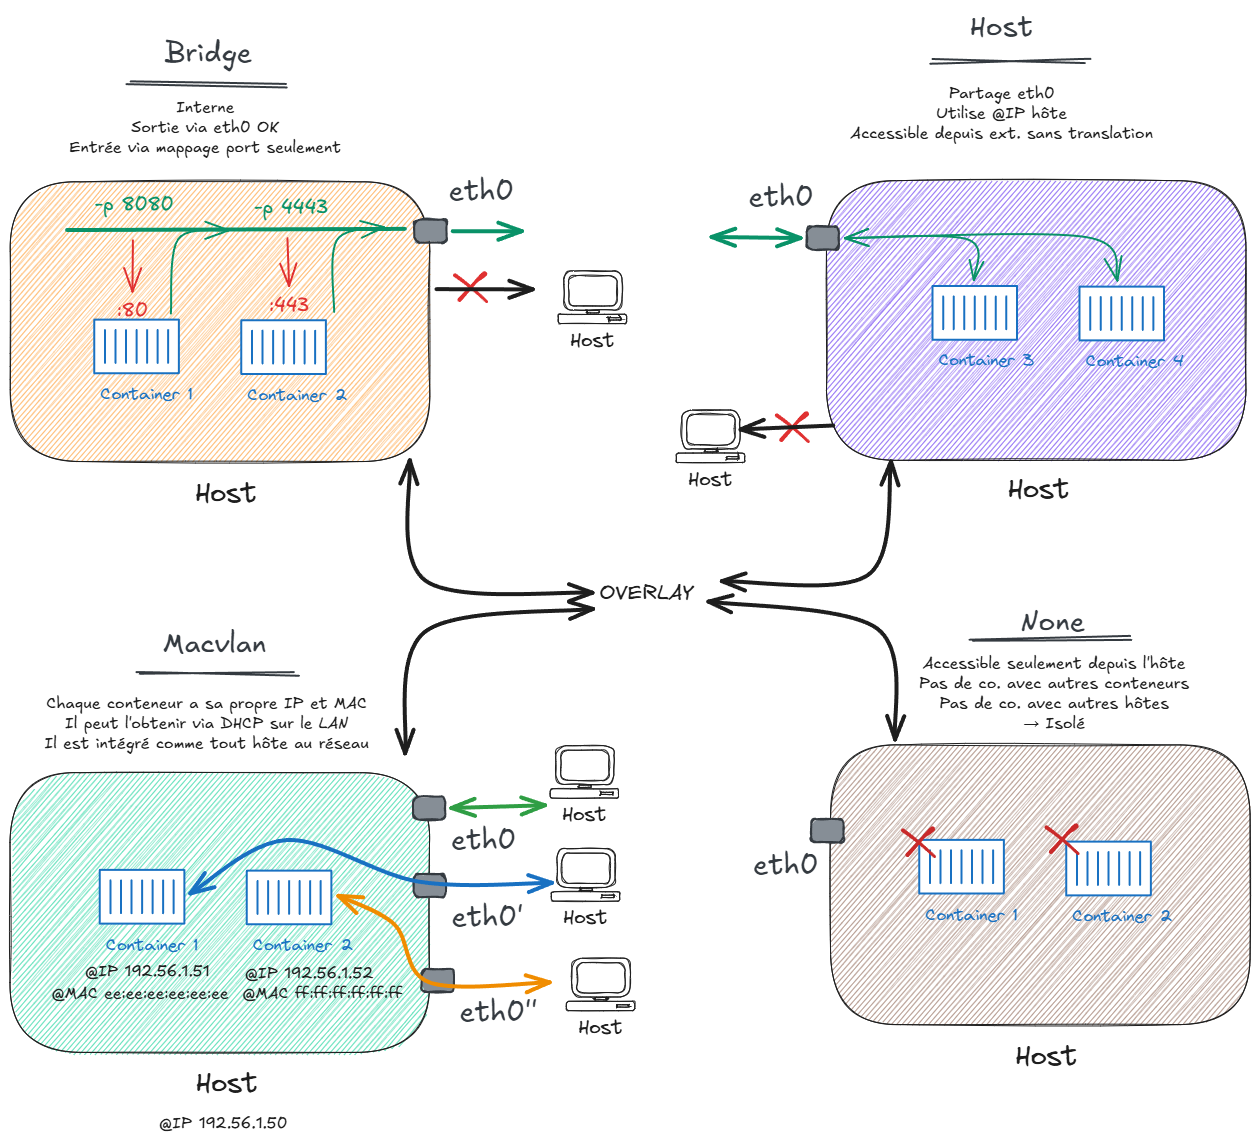 Bridge
Interne
Sortie via eth0 OK
Entrée via mappage port seulement
-p 8080
-p 4443
:80
:443
Container 1
Container 2
eth0
Host
Host
Host
Partage eth0
Utilise @IP hôte
Accessible depuis ext. sans translation
eth0
Container 3
Container 4
Host
Host
OVERLAY
Macvlan
Chaque conteneur a sa propre IP et MAC
Il peut l'obtenir via DHCP sur le LAN
Il est intégré comme tout hôte au réseau
Host
eth0
Host
eth0'
Host
eth0"
Container 1
@IP 192.56.1.51
@MAC ee:ee:ee:ee:ee:ee
Container 2
@IP 192.56.1.52
@MAC ff:ff:ff:ff:ff:ff
Host
@IP 192.56.1.50
None
Accessible seulement depuis l'hôte
Pas de co. avec autres conteneurs
Pas de co. avec autres hôtes
→ Isolé
eth0
Container 1
Container 2
Host